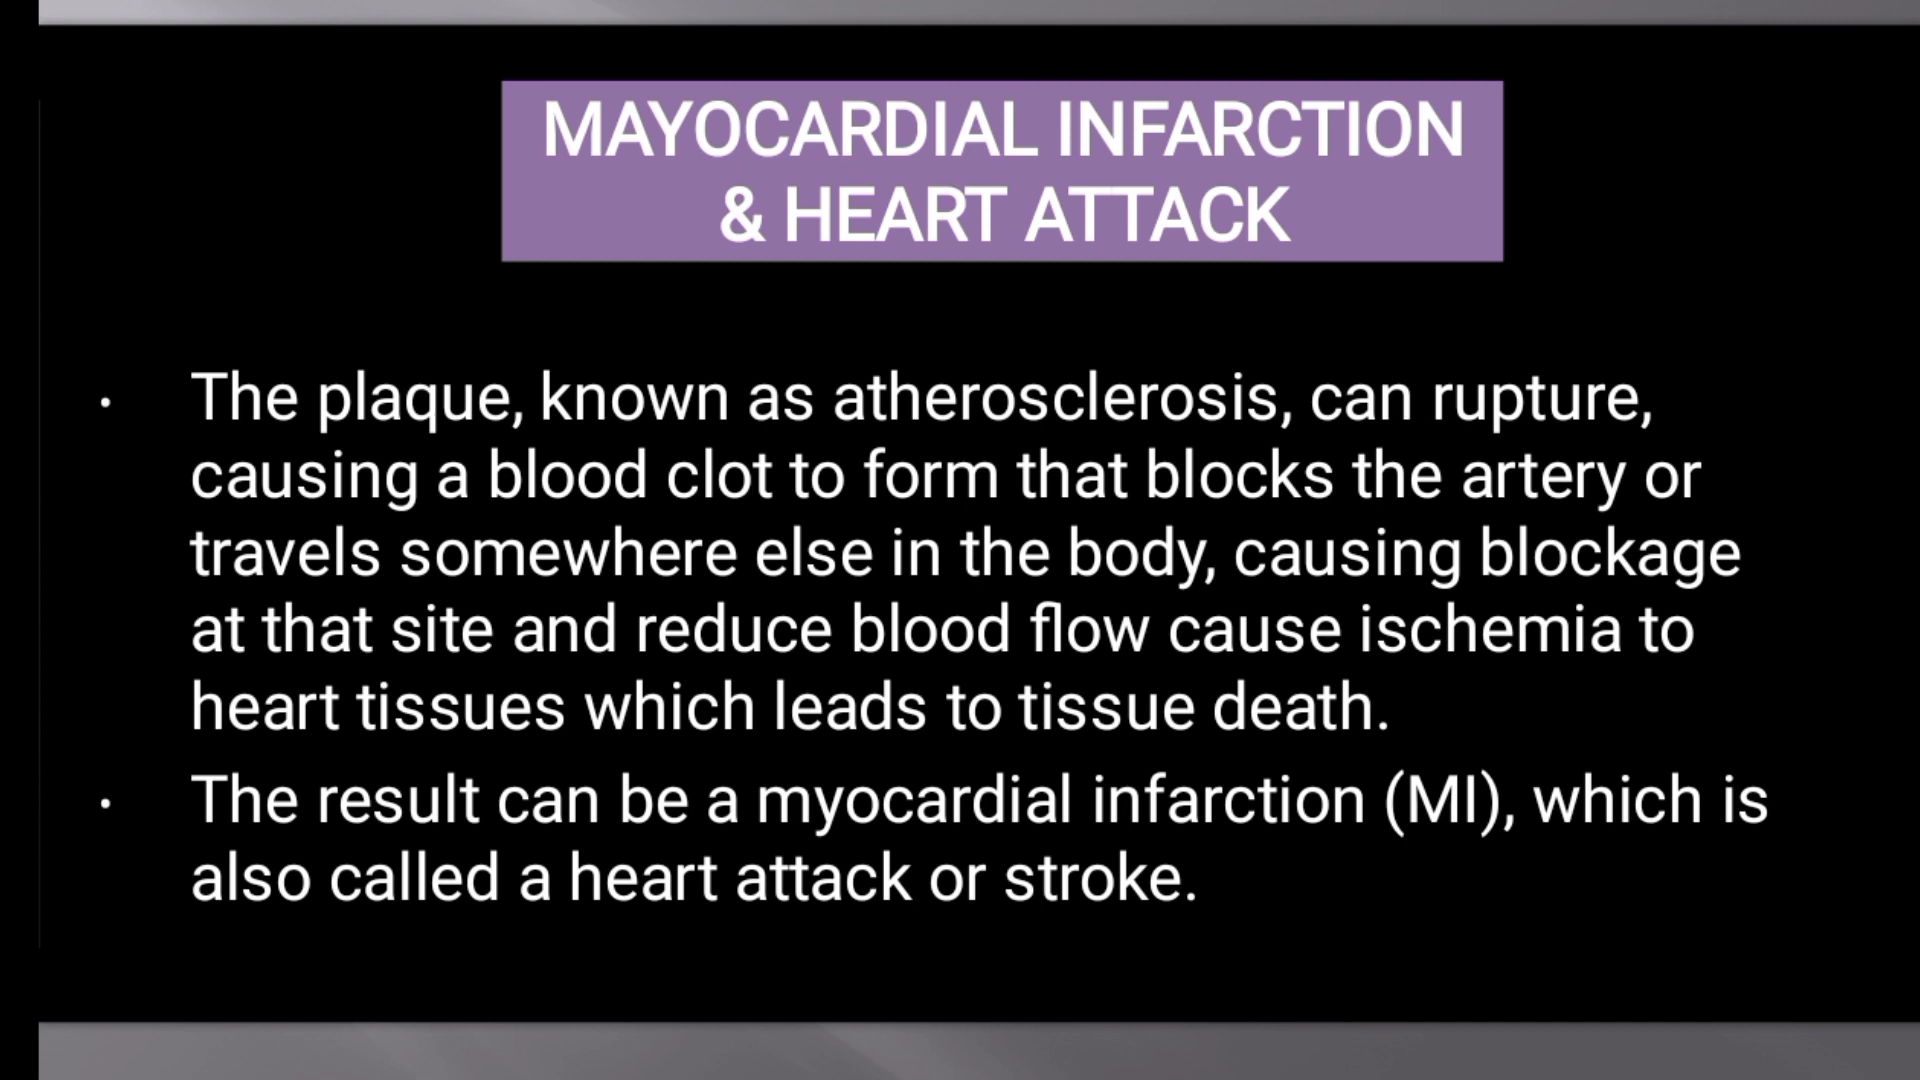 MAYOCARDIAL INFARCTION
& HEART ATTACK
• The plaque, known as atherosclerosis, can rupture,
causing a blood clot to form that blocks the artery or
travels somewhere else in the body, causing blockage
at that site and reduce blood flow cause ischemia to
heart tissues which leads to tissue death.
• The result can be a myocardial infarction (MI), which is
also called a heart attack or stroke.